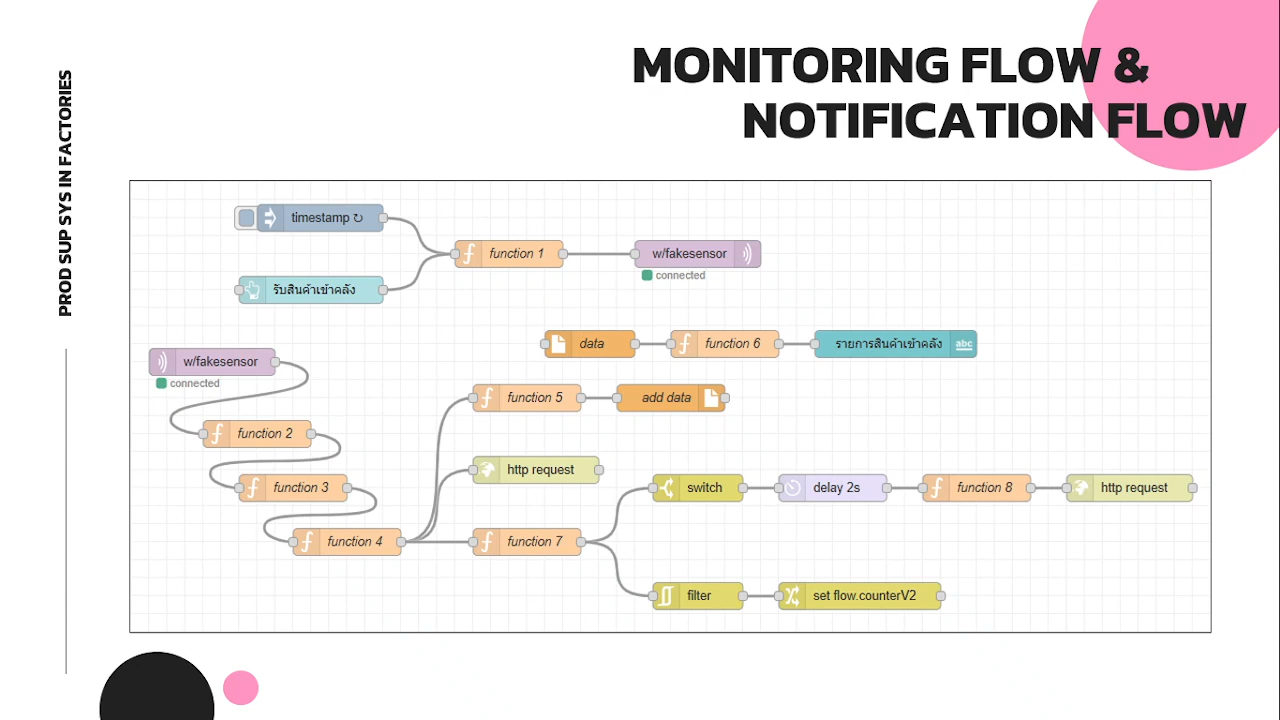 MONITORING FLOW &
NOTIFICATION FLOW
PROD SUP SYS IN FACTORIES
timestamp ↻
function 1
w/fakesensor
connected
รับสินค้าเข้าคลัง
data
function 6
รายการสินค้าเข้าคลัง
abc
w/fakesensor
connected
function 5
add data
function 2
http request
function 3
switch
delay 2s
function 8
http request
function 4
function 7
filter
set flow.counterV2